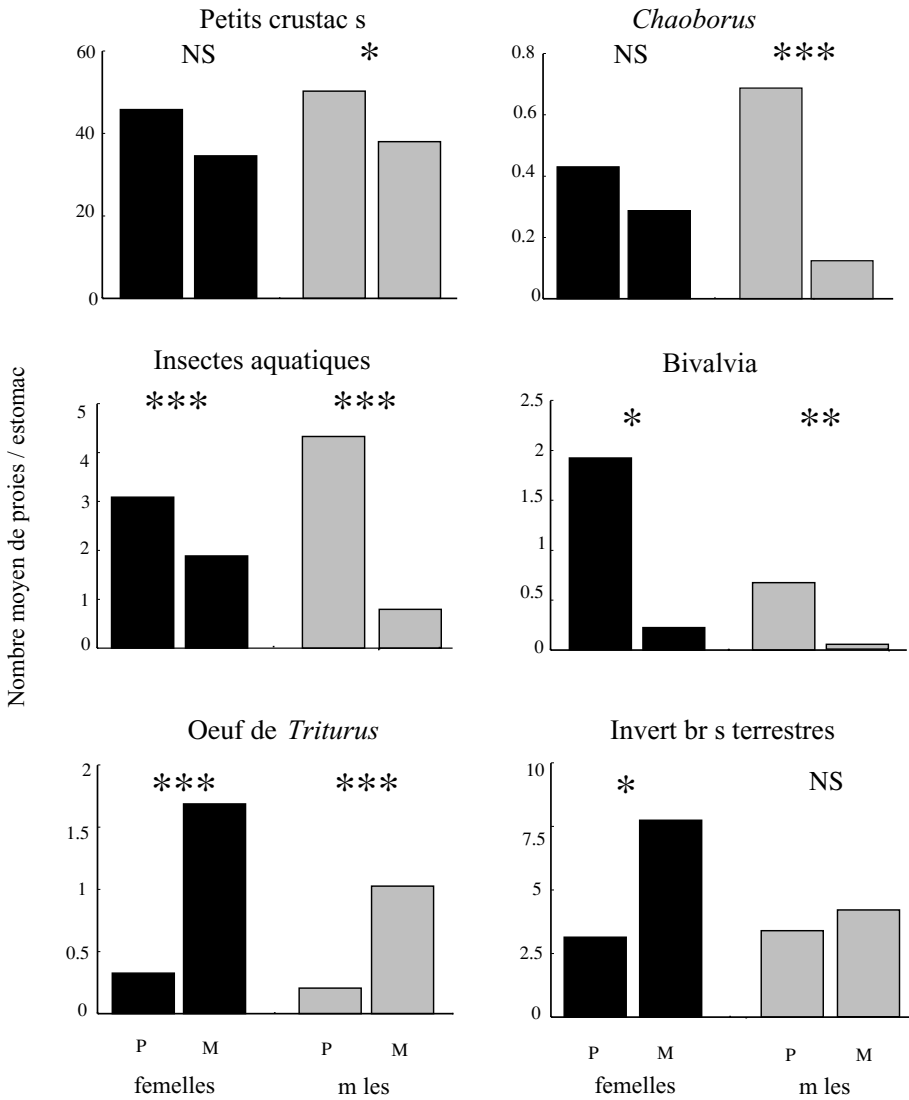 Petits crustac s
NS *
60
40
20
0
Chaoborus
NS ***
0.8
0.6
0.4
0.2
0
Nombre moyen de proies / estomac
Insectes aquatiques
*** ***
5
4
3
2
1
0
Bivalvia
* **
2.5
2
1.5
1
0.5
0
Oeuf de Triturus
*** ***
2
1.5
1
0.5
0
P M P M
femelles m les
Invert br s terrestres
* NS
10
7.5
5
2.5
0
P M P M
femelles m les